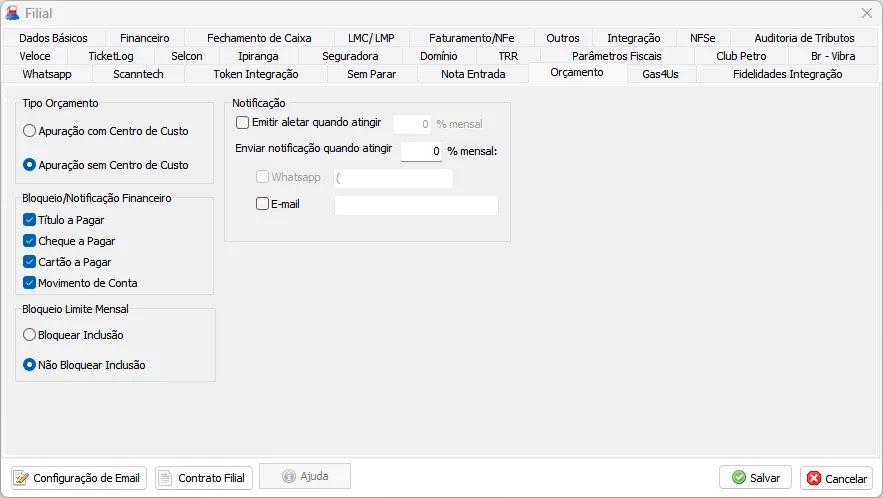 Filial
Dados Básicos Financeiro Fechamento de Caixa LMC/ LMP Faturamento/NFe Outros Integração NFSe Auditoria de Tributos
Veloce TicketLog Selcon Ipiranga Seguradora Domínio TRR Parâmetros Fiscais Club Petro Br - Vibra
Whatsapp Scanntech Token Integração Sem Parar Nota Entrada Orçamento Gas4Us Fidelidades Integração
Tipo Orçamento
Apuração com Centro de Custo
Apuração sem Centro de Custo
Bloqueio/Notificação Financeiro
Título a Pagar
Cheque a Pagar
Cartão a Pagar
Movimento de Conta
Bloqueio Limite Mensal
Bloquear Inclusão
Não Bloquear Inclusão
Notificação
Emitir aletar quando atingir 0 % mensal
Enviar notificação quando atingir 0 % mensal:
Whatsapp (
E-mail
Configuração de Email Contrato Filial Ajuda Salvar Cancelar